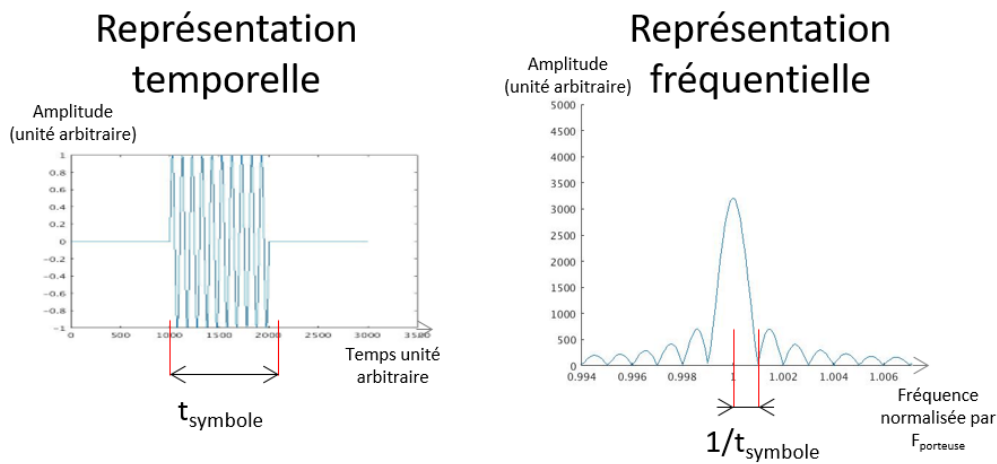 Représentation
temporelle
Amplitude
(unité arbitraire)
1
0.8
0.6
0.4
0.2
0
-0.2
-0.4
-0.6
-0.8
-1
0 500 1000 1500 2000 2500 3000 3500
Temps unité
arbitraire
tsymbole
Représentation
fréquentielle
Amplitude
(unité arbitraire)
5000
4500
4000
3500
3000
2500
2000
1500
1000
500
0
0.994 0.996 0.998 1 1.002 1.004 1.006
Fréquence
normalisée par
Fporteuse
1/tsymbole